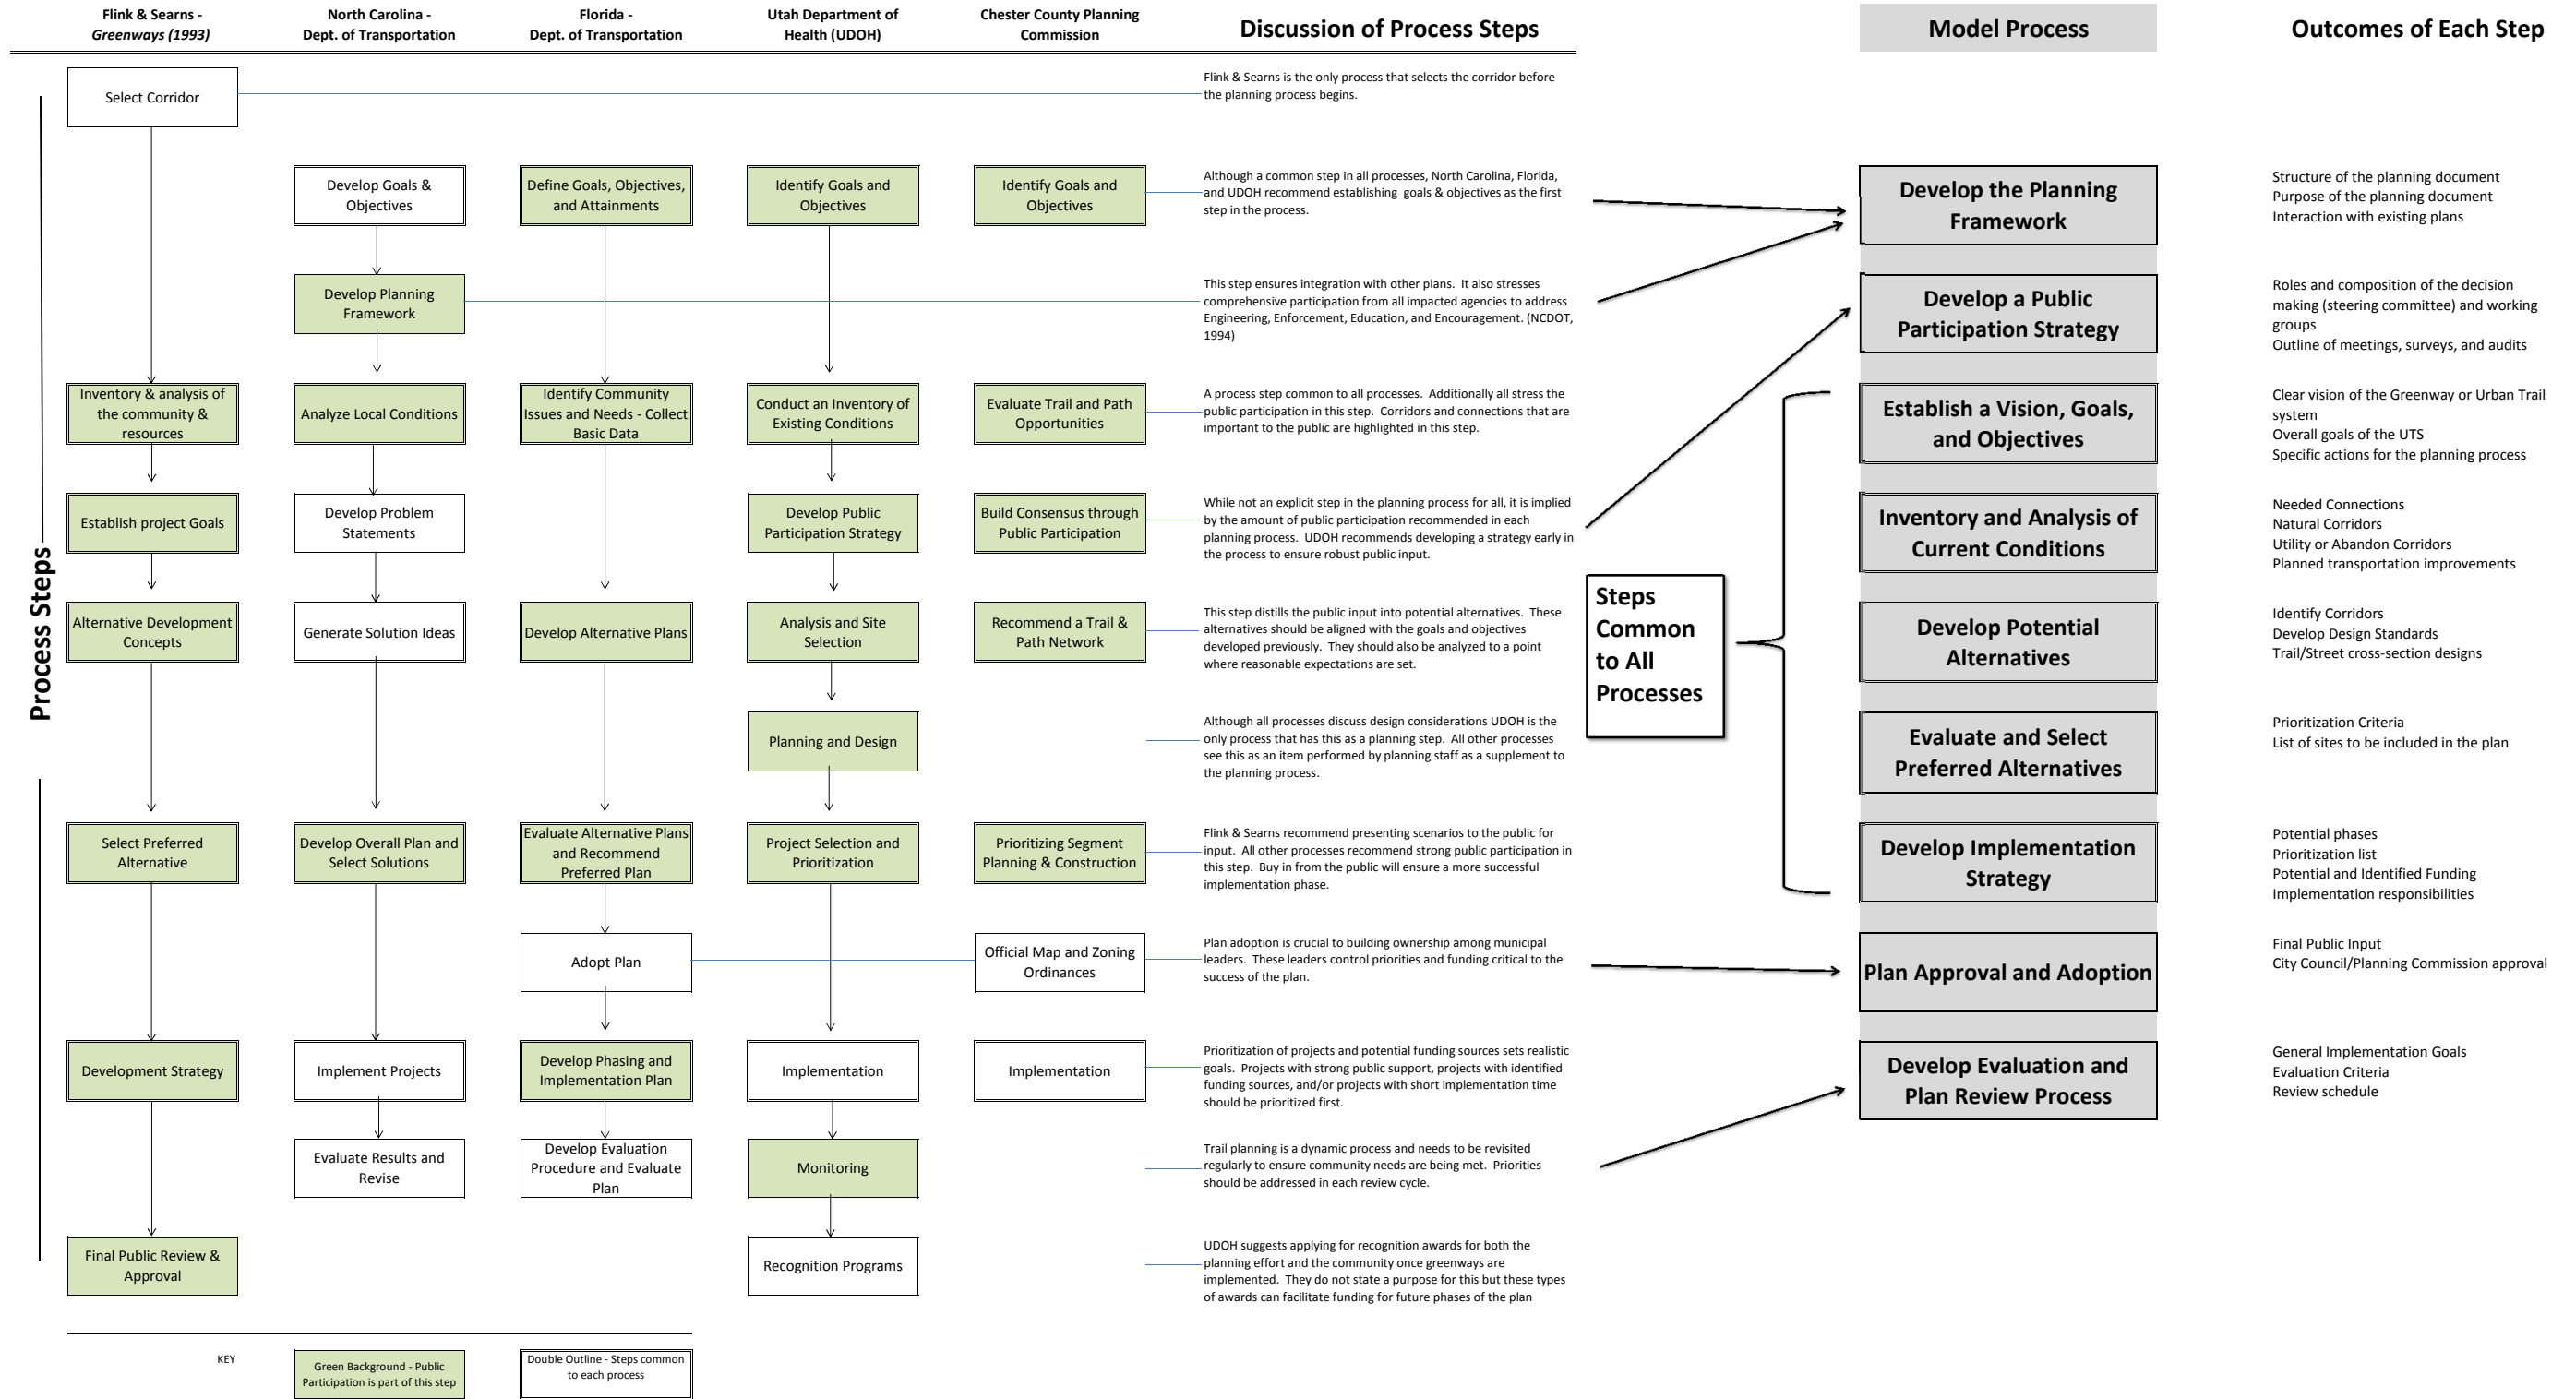 Flink & Searns -
Greenways (1993)
North Carolina -
Dept. of Transportation
Florida -
Dept. of Transportation
Utah Department of
Health (UDOH)
Chester County Planning
Commission
Discussion of Process Steps
Model Process
Outcomes of Each Step
Process Steps
Select Corridor
Flink & Searns is the only process that selects the corridor before
the planning process begins.
Develop Goals &
Objectives
Define Goals, Objectives,
and Attainments
Identify Goals and
Objectives
Identify Goals and
Objectives
Although a common step in all processes, North Carolina, Florida,
and UDOH recommend establishing goals & objectives as the first
step in the process.
Develop the Planning
Framework
Structure of the planning document
Purpose of the planning document
Interaction with existing plans
Develop Planning
Framework
This step ensures integration with other plans. It also stresses
comprehensive participation from all impacted agencies to address
Engineering, Enforcement, Education, and Encouragement. (NCDOT,
1994)
Develop a Public
Participation Strategy
Roles and composition of the decision
making (steering committee) and working
groups
Outline of meetings, surveys, and audits
Inventory & analysis of
the community &
resources
Analyze Local Conditions
Identify Community
Issues and Needs - Collect
Basic Data
Conduct an Inventory of
Existing Conditions
Evaluate Trail and Path
Opportunities
A process step common to all processes. Additionally all stress the
public participation in this step. Corridors and connections that are
important to the public are highlighted in this step.
Establish a Vision, Goals,
and Objectives
Clear vision of the Greenway or Urban Trail
system
Overall goals of the UTS
Specific actions for the planning process
Establish project Goals
Develop Problem
Statements
Develop Public
Participation Strategy
Build Consensus through
Public Participation
While not an explicit step in the planning process for all, it is implied
by the amount of public participation recommended in each
planning process. UDOH recommends developing a strategy early in
the process to ensure robust public input.
Inventory and Analysis of
Current Conditions
Needed Connections
Natural Corridors
Utility or Abandon Corridors
Planned transportation improvements
Alternative Development
Concepts
Generate Solution Ideas
Develop Alternative Plans
Analysis and Site
Selection
Recommend a Trail &
Path Network
This step distills the public input into potential alternatives. These
alternatives should be aligned with the goals and objectives
developed previously. They should also be analyzed to a point
where reasonable expectations are set.
Steps
Common
to All
Processes
Develop Potential
Alternatives
Identify Corridors
Develop Design Standards
Trail/Street cross-section designs
Planning and Design
Although all processes discuss design considerations UDOH is the
only process that has this as a planning step. All other processes
see this as an item performed by planning staff as a supplement to
the planning process.
Evaluate and Select
Preferred Alternatives
Prioritization Criteria
List of sites to be included in the plan
Select Preferred
Alternative
Develop Overall Plan and
Select Solutions
Evaluate Alternative Plans
and Recommend
Preferred Plan
Project Selection and
Prioritization
Prioritizing Segment
Planning & Construction
Flink & Searns recommend presenting scenarios to the public for
input. All other processes recommend strong public participation in
this step. Buy in from the public will ensure a more successful
implementation phase.
Develop Implementation
Strategy
Potential phases
Prioritization list
Potential and Identified Funding
Implementation responsibilities
Adopt Plan
Official Map and Zoning
Ordinances
Plan adoption is crucial to building ownership among municipal
leaders. These leaders control priorities and funding critical to the
success of the plan.
Plan Approval and Adoption
Final Public Input
City Council/Planning Commission approval
Development Strategy
Implement Projects
Develop Phasing and
Implementation Plan
Implementation
Implementation
Prioritization of projects and potential funding sources sets realistic
goals. Projects with strong public support, projects with identified
funding sources, and/or projects with short implementation time
should be prioritized first.
Develop Evaluation and
Plan Review Process
General Implementation Goals
Evaluation Criteria
Review schedule
Evaluate Results and
Revise
Develop Evaluation
Procedure and Evaluate
Plan
Monitoring
Trail planning is a dynamic process and needs to be revisited
regularly to ensure community needs are being met. Priorities
should be addressed in each review cycle.
Final Public Review &
Approval
Recognition Programs
UDOH suggests applying for recognition awards for both the
planning effort and the community once greenways are
implemented. They do not state a purpose for this but these types
of awards can facilitate funding for future phases of the plan
KEY
Green Background - Public
Participation is part of this step
Double Outline - Steps common
to each process